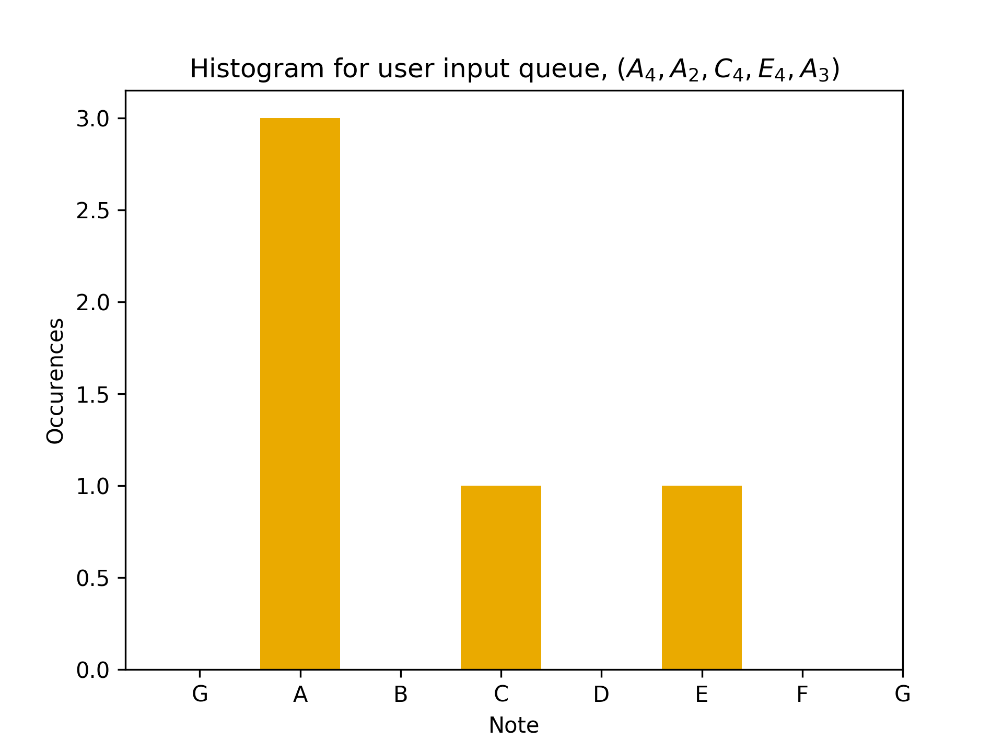 Histogram for user input queue, (A₄, A₂, C₄, E₄, A₃)
3.0
2.5
2.0
1.5
1.0
0.5
0.0
Occurences
G A B C D E F G
Note